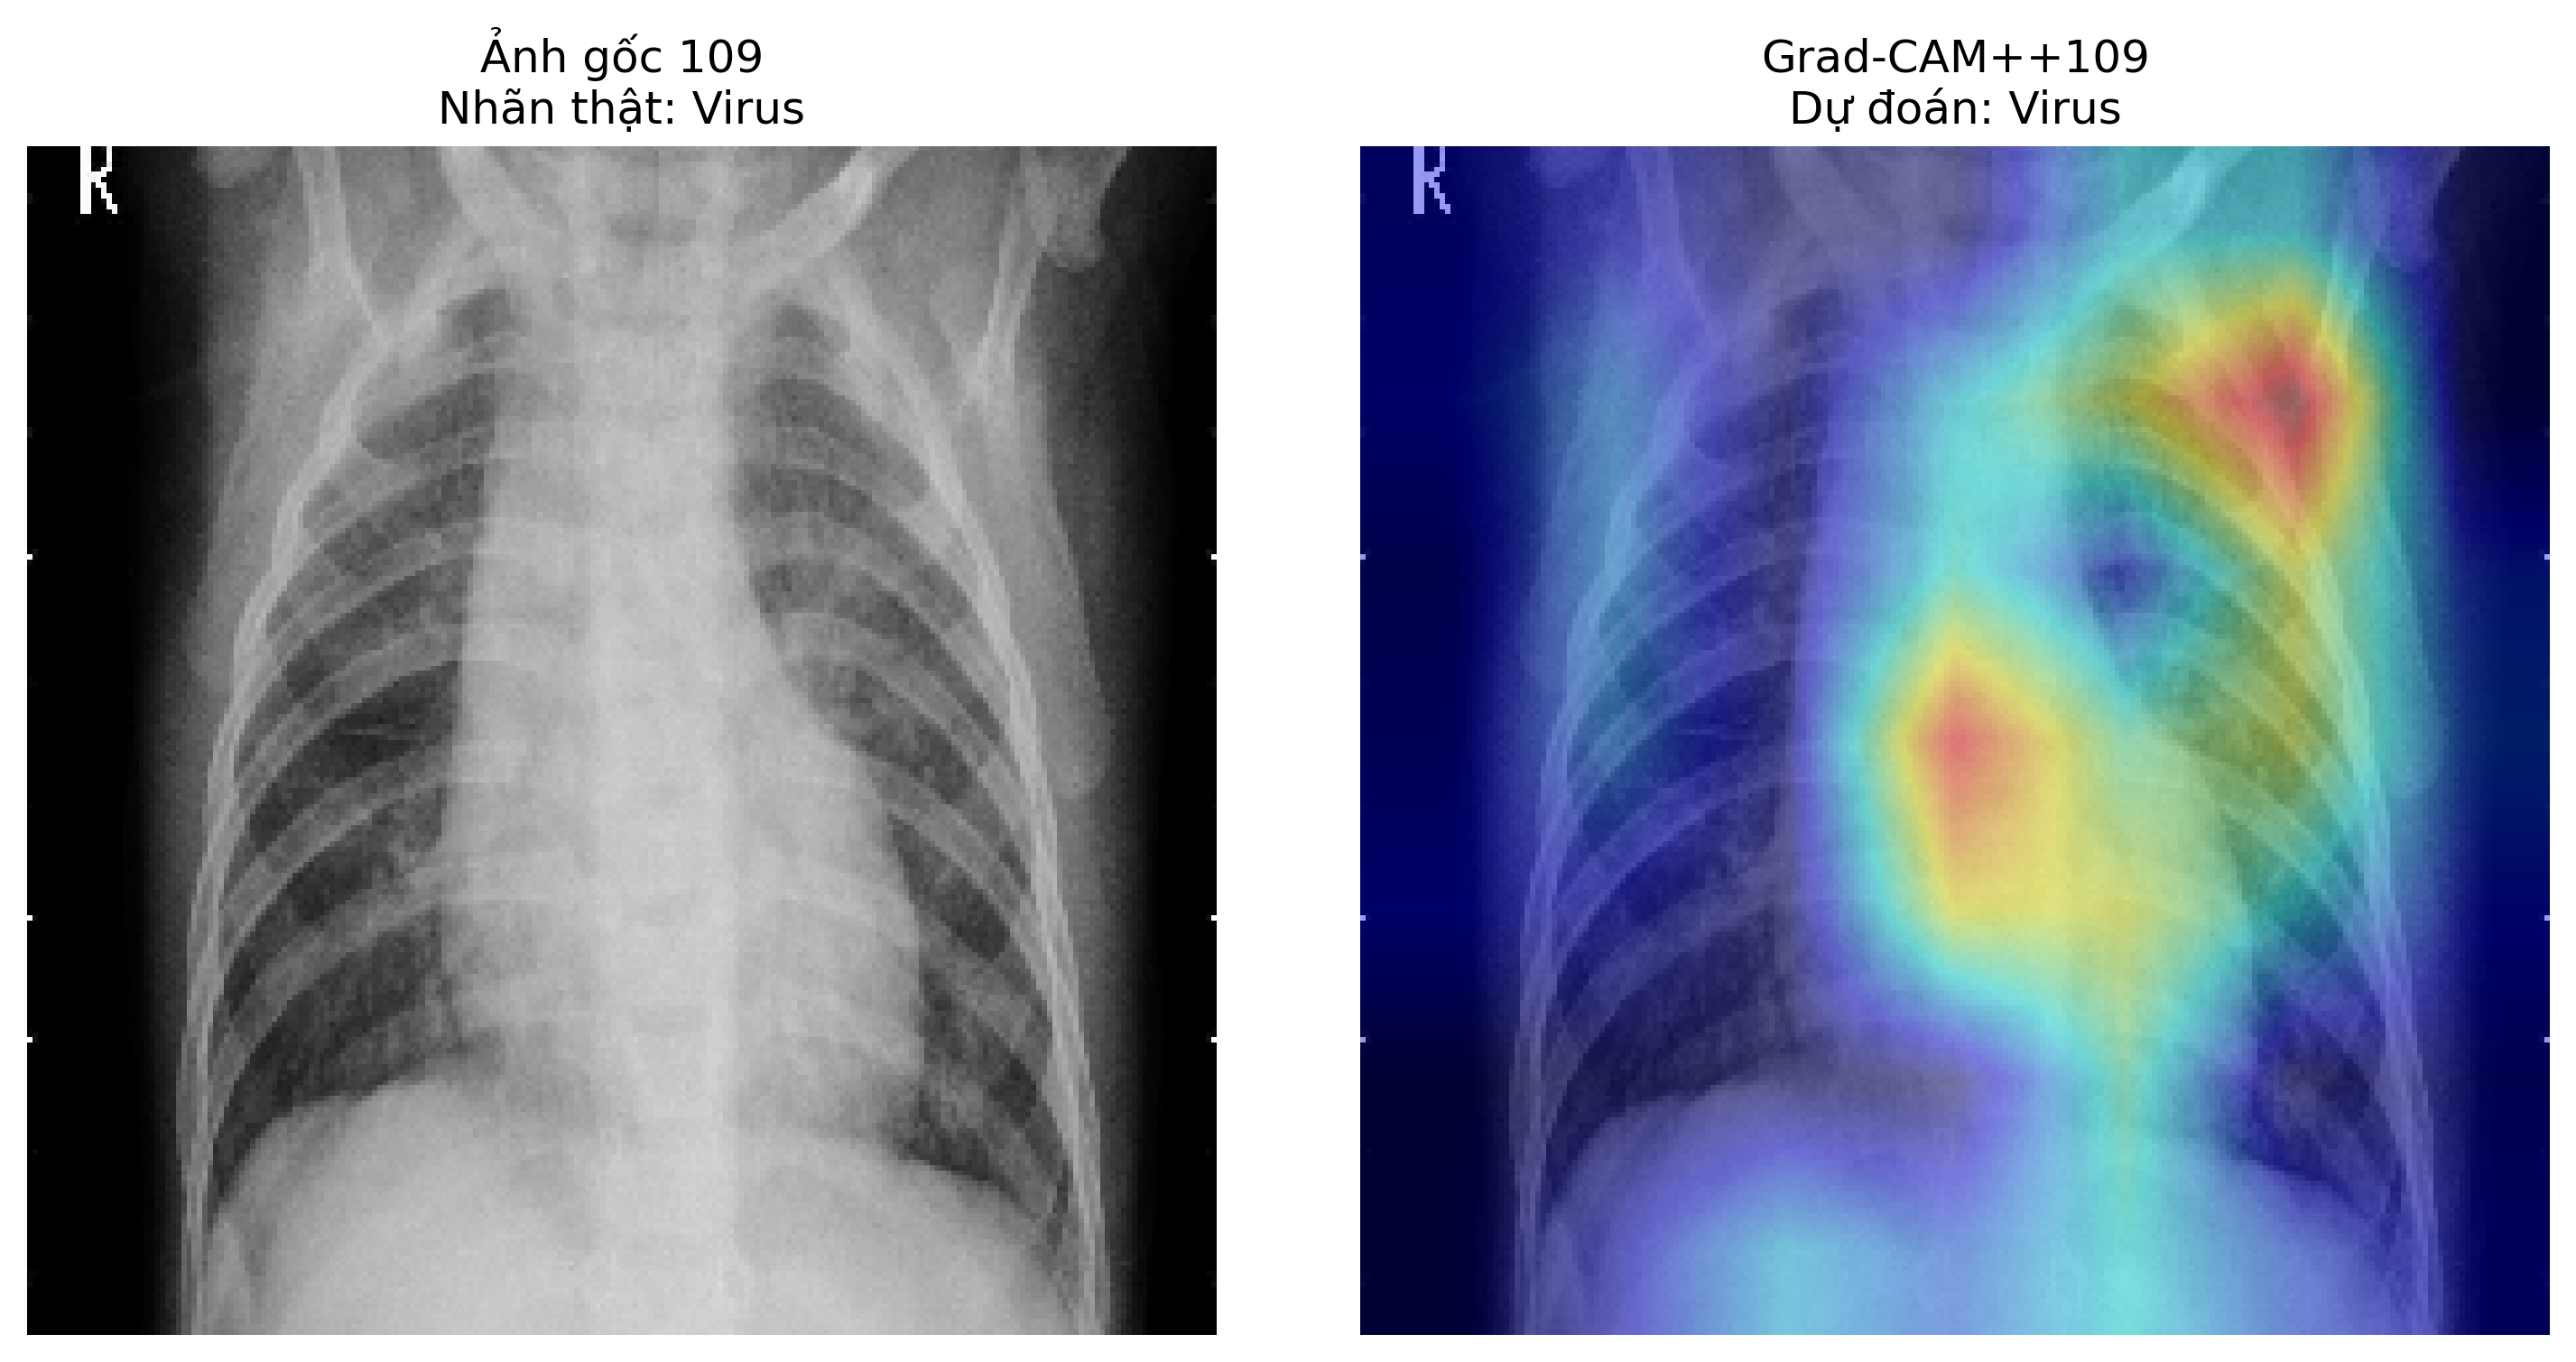 Ảnh gốc 109
Nhãn thật: Virus
Grad-CAM++109
Dự đoán: Virus
R
R